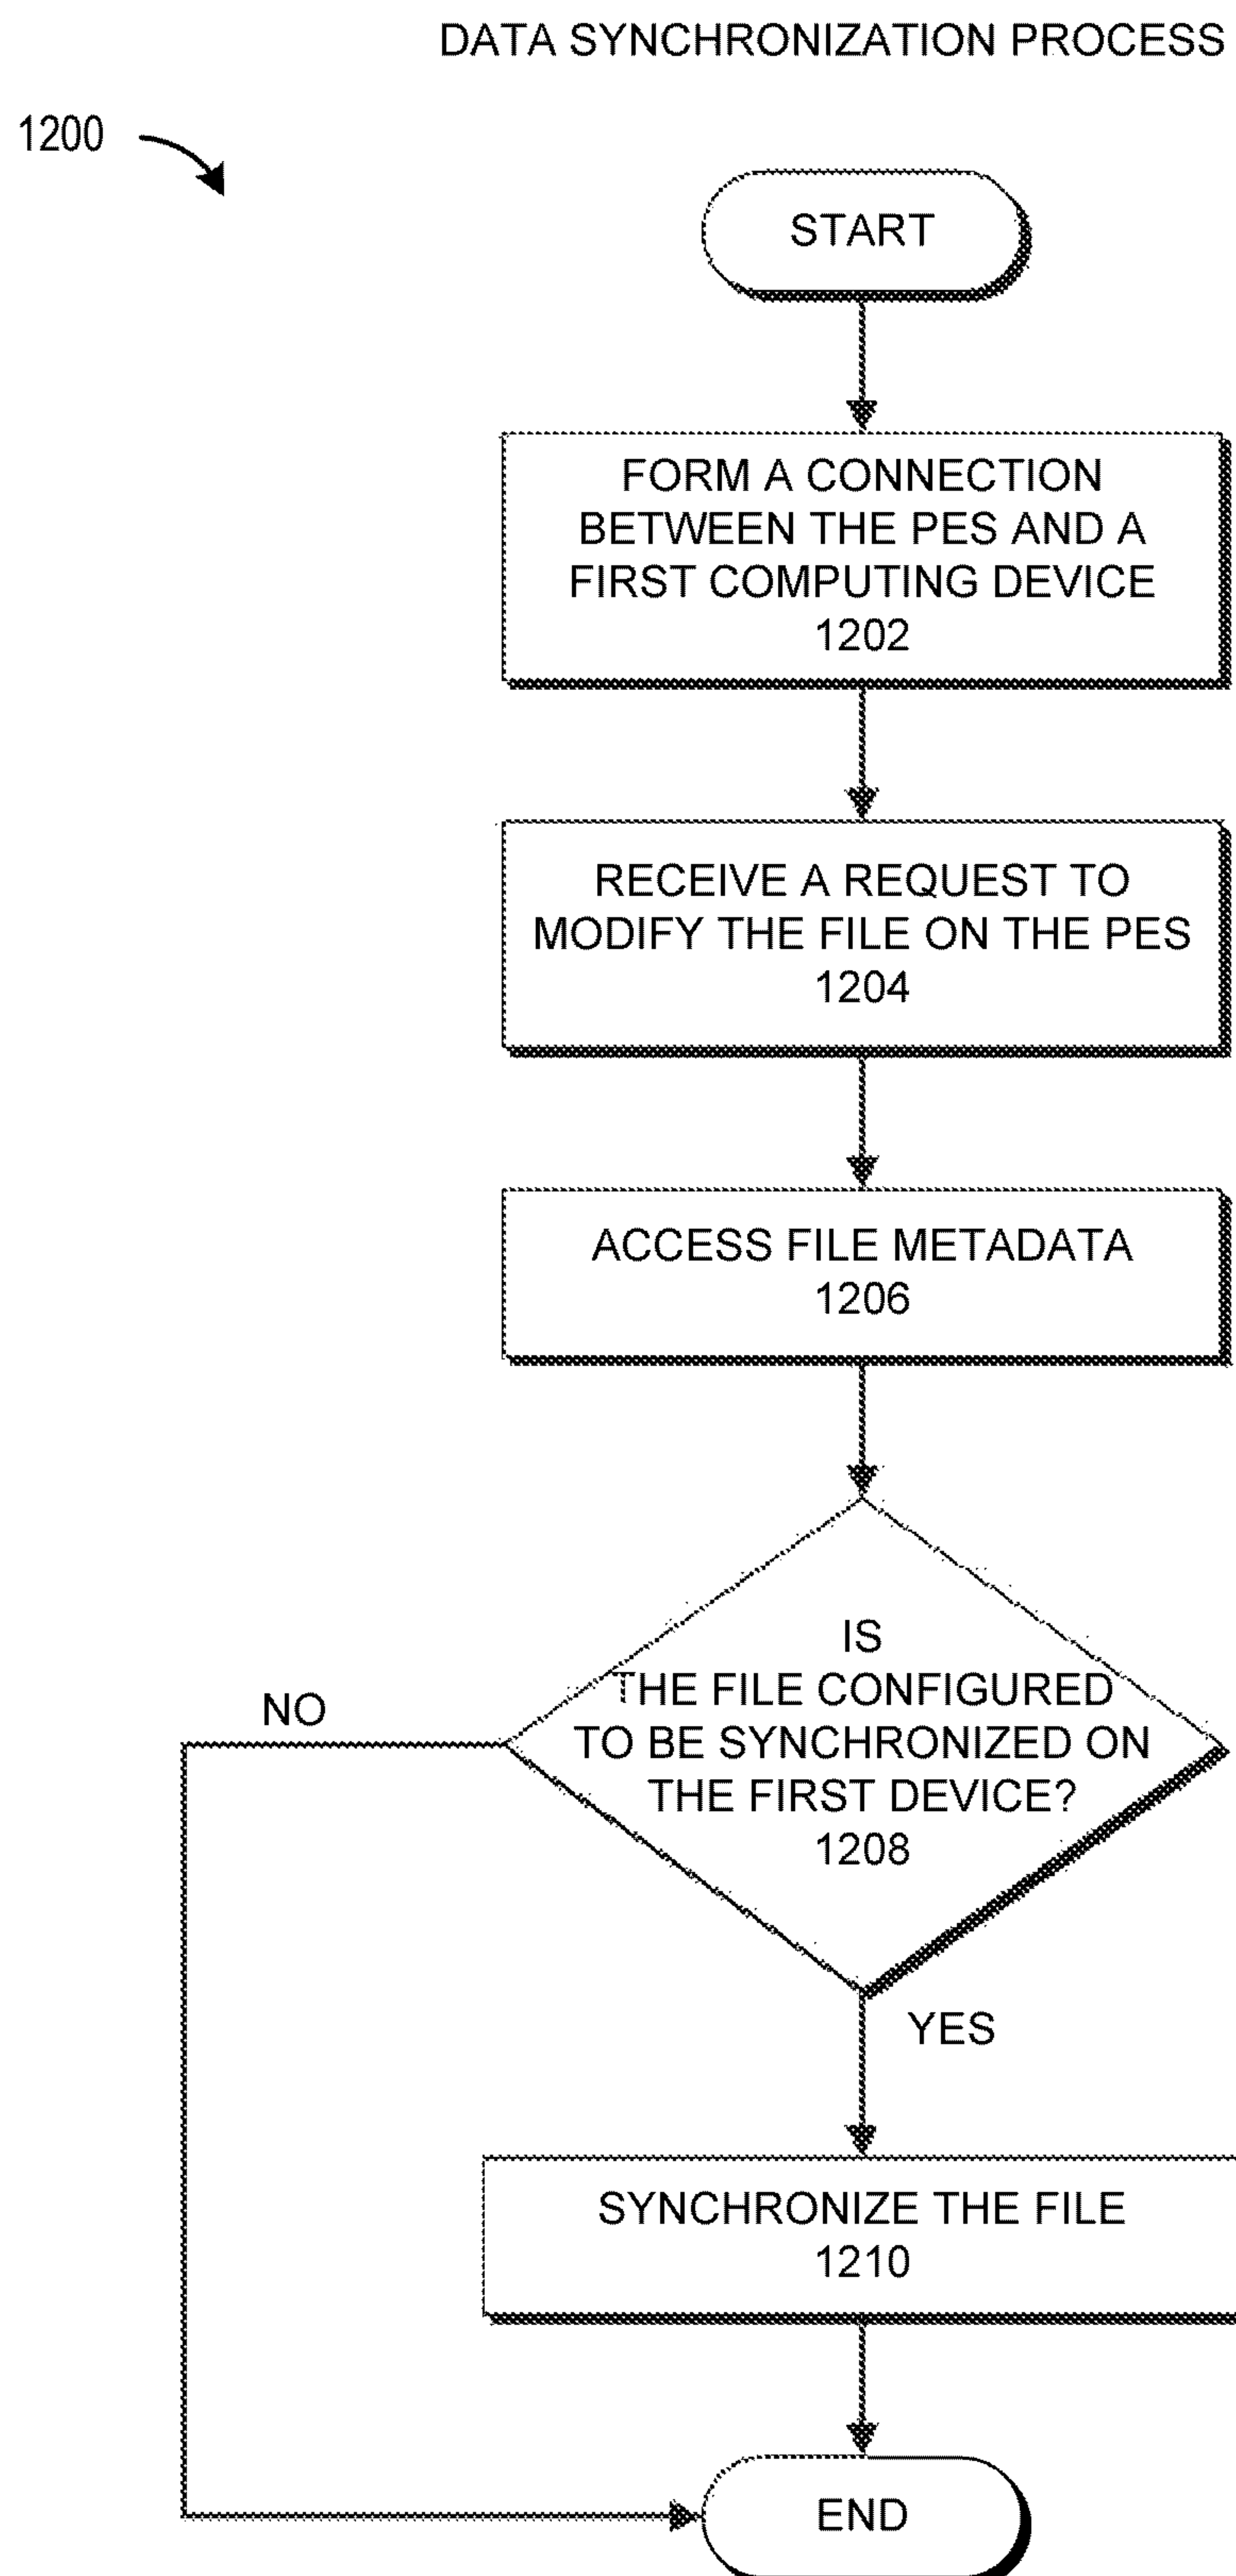 DATA SYNCHRONIZATION PROCESS
1200
START
FORM A CONNECTION
BETWEEN THE PES AND A
FIRST COMPUTING DEVICE
1202
RECEIVE A REQUEST TO
MODIFY THE FILE ON THE PES
1204
ACCESS FILE METADATA
1206
IS
THE FILE CONFIGURED
TO BE SYNCHRONIZED ON
THE FIRST DEVICE?
1208
NO
YES
SYNCHRONIZE THE FILE
1210
END